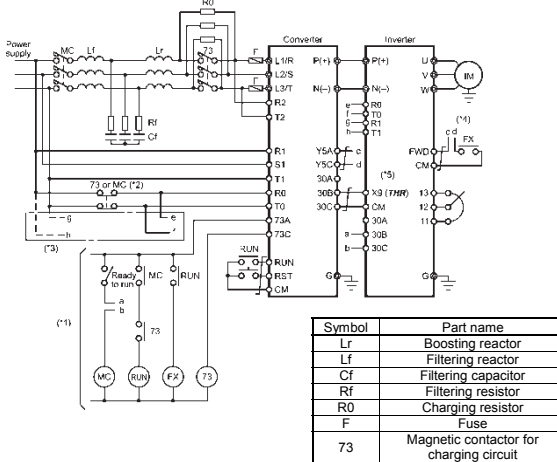 R0
Power
supply
MC
Lf
Lr
73
F
F
Rf
Cf
Converter
Inverter
L1/R
L2/S
L3/T
R2
T2
R1
S1
T1
R0
T0
73A
73C
RUN
RST
CM
P(+)
N(-)
Y5A
Y5C
30A
30B
30C
G
c
d
P(+)
N(-)
e
f
g
h
R0
T0
R1
T1
(*5)
X9 (THR)
CM
30A
30B
30C
a
b
U
V
W
IM
(*4)
c d
FX
FWD
CM
13
12
11
G
73 or MC (*2)
g
h
e
f
(*3)
RUN
(*1)
Ready
to run
a
b
MC
RUN
73
MC
RUN
FX
73
Symbol Part name
Lr Boosting reactor
Lf Filtering reactor
Cf Filtering capacitor
Rf Filtering resistor
R0 Charging resistor
F Fuse
73 Magnetic contactor for
charging circuit